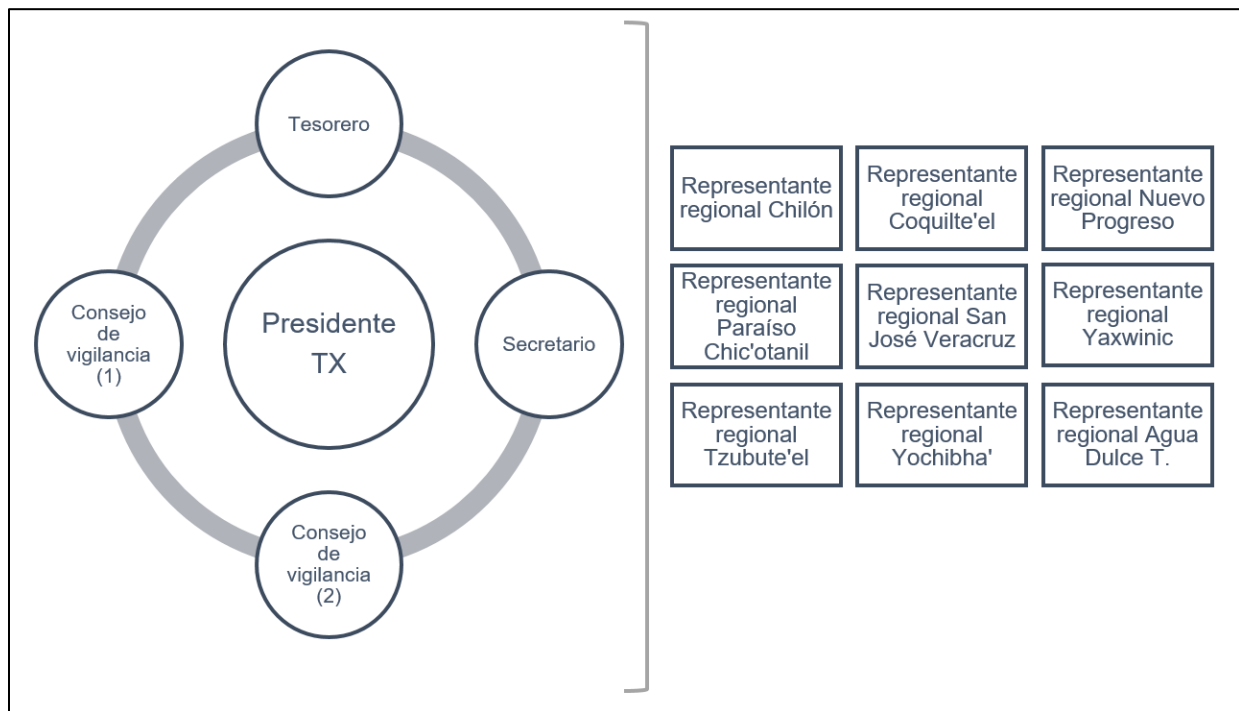 Tesorero
Consejo
de
vigilancia
(1)
Presidente
TX
Secretario
Consejo
de
vigilancia
(2)
Representante
regional Chilón
Representante
regional
Coquilte'el
Representante
regional Nuevo
Progreso
Representante
regional
Paraíso
Chic'otanil
Representante
regional San
José Veracruz
Representante
regional
Yaxwinic
Representante
regional
Tzubute'el
Representante
regional
Yochibha'
Representante
regional Agua
Dulce T.